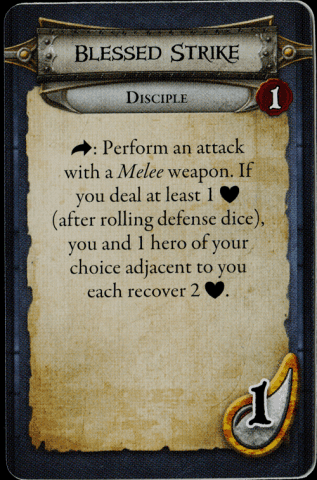 BLESSED STRIKE
DISCIPLE
1
: Perform an attack
with a Melee weapon. If
you deal at least 1
(after rolling defense dice),
you and 1 hero of your
choice adjacent to you
each recover 2 .
1